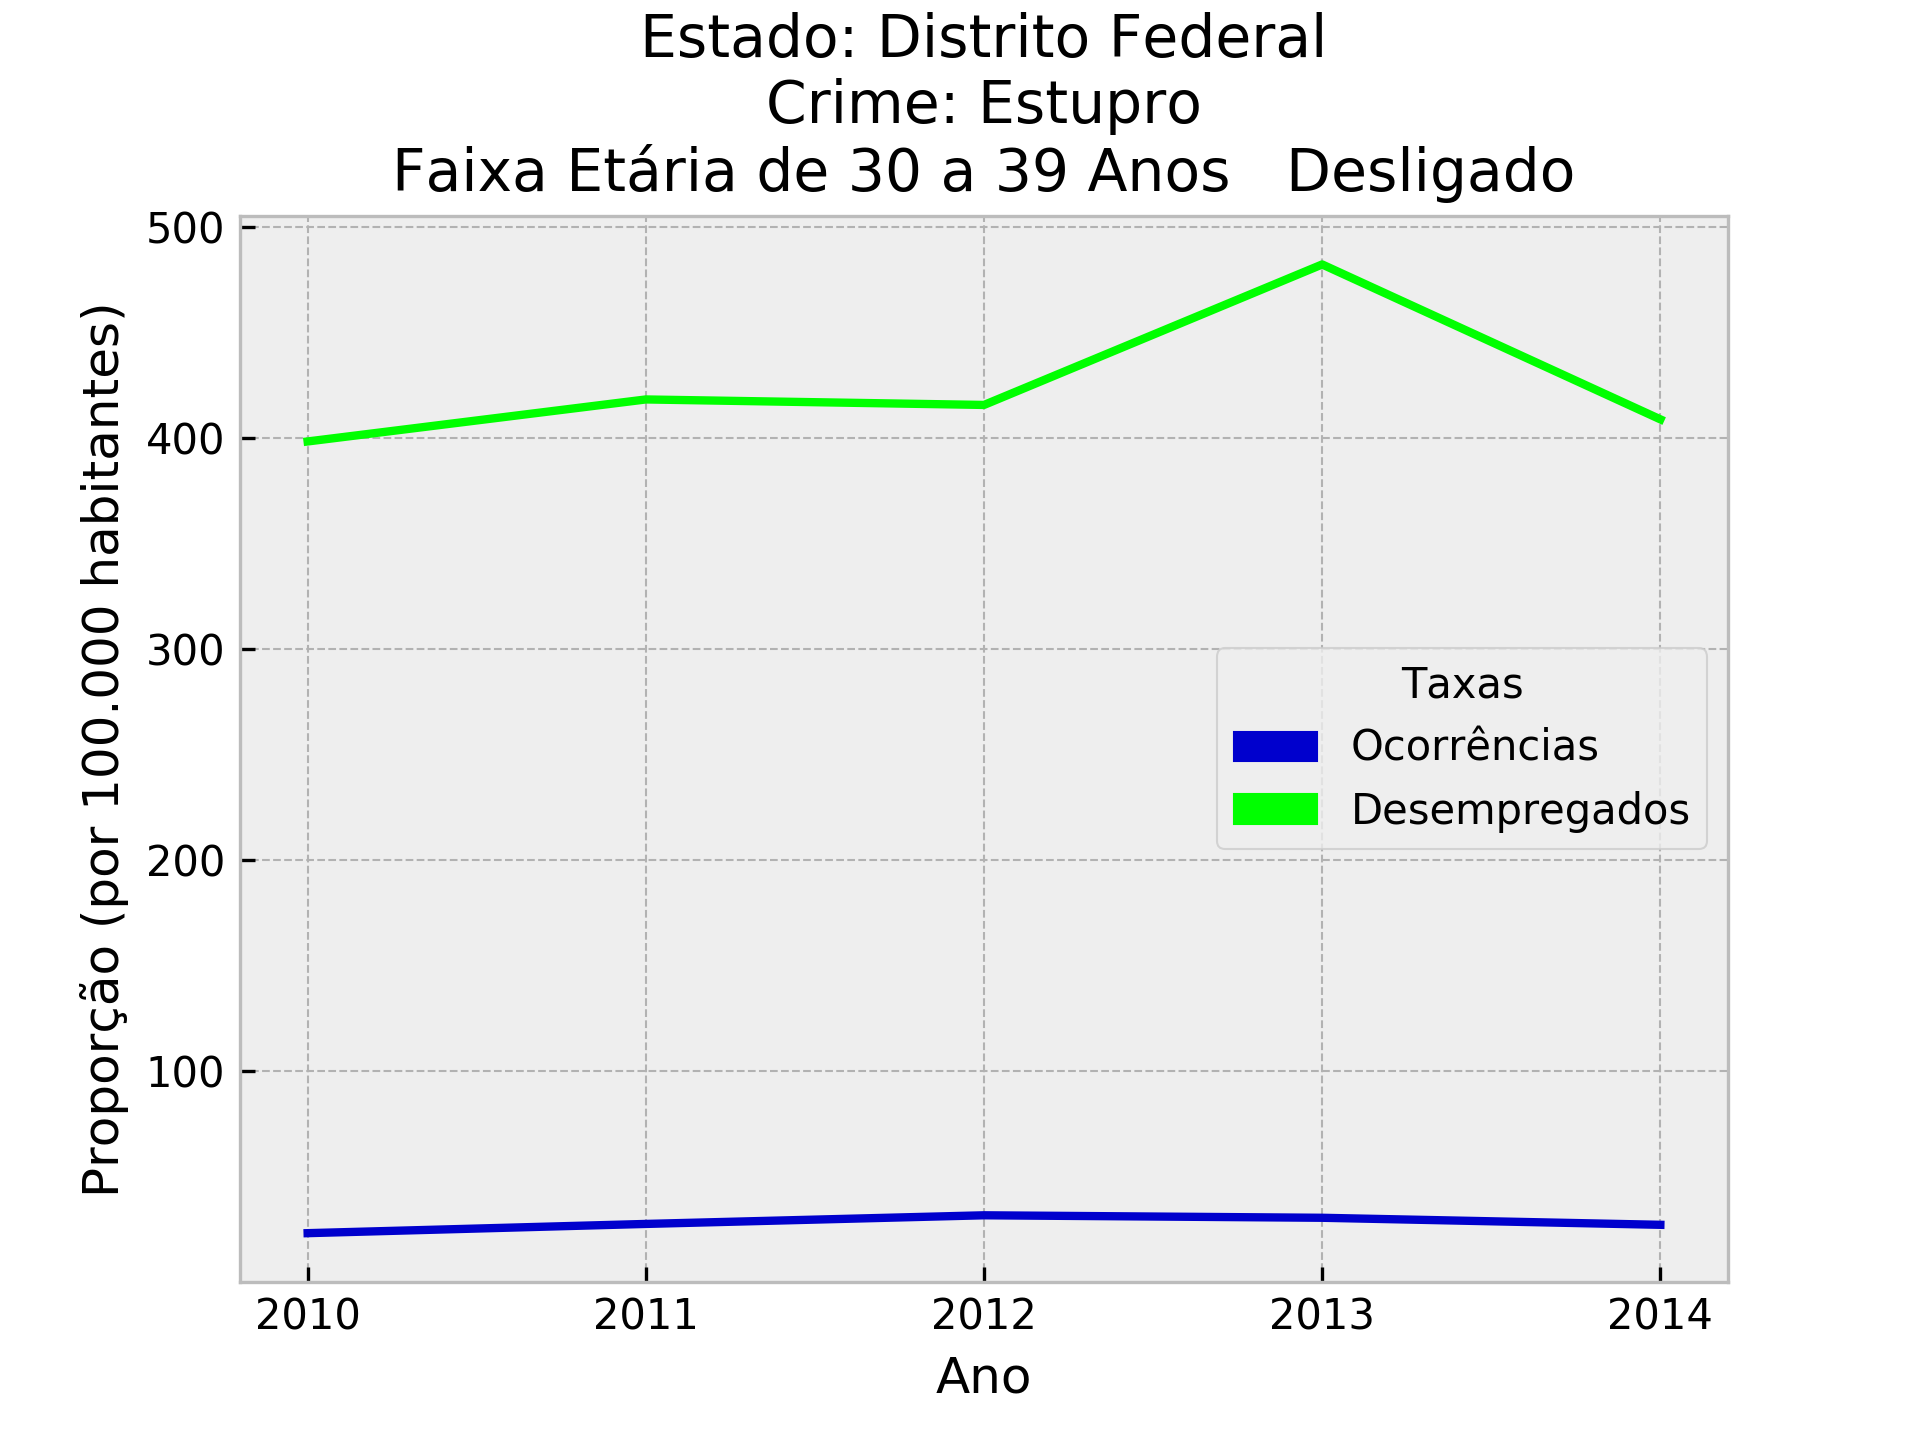 Estado: Distrito Federal
Crime: Estupro
Faixa Etária de 30 a 39 Anos   Desligado
Proporção (por 100.000 habitantes)
500
400
300
200
100
Taxas
Ocorrências
Desempregados
2010 2011 2012 2013 2014
Ano